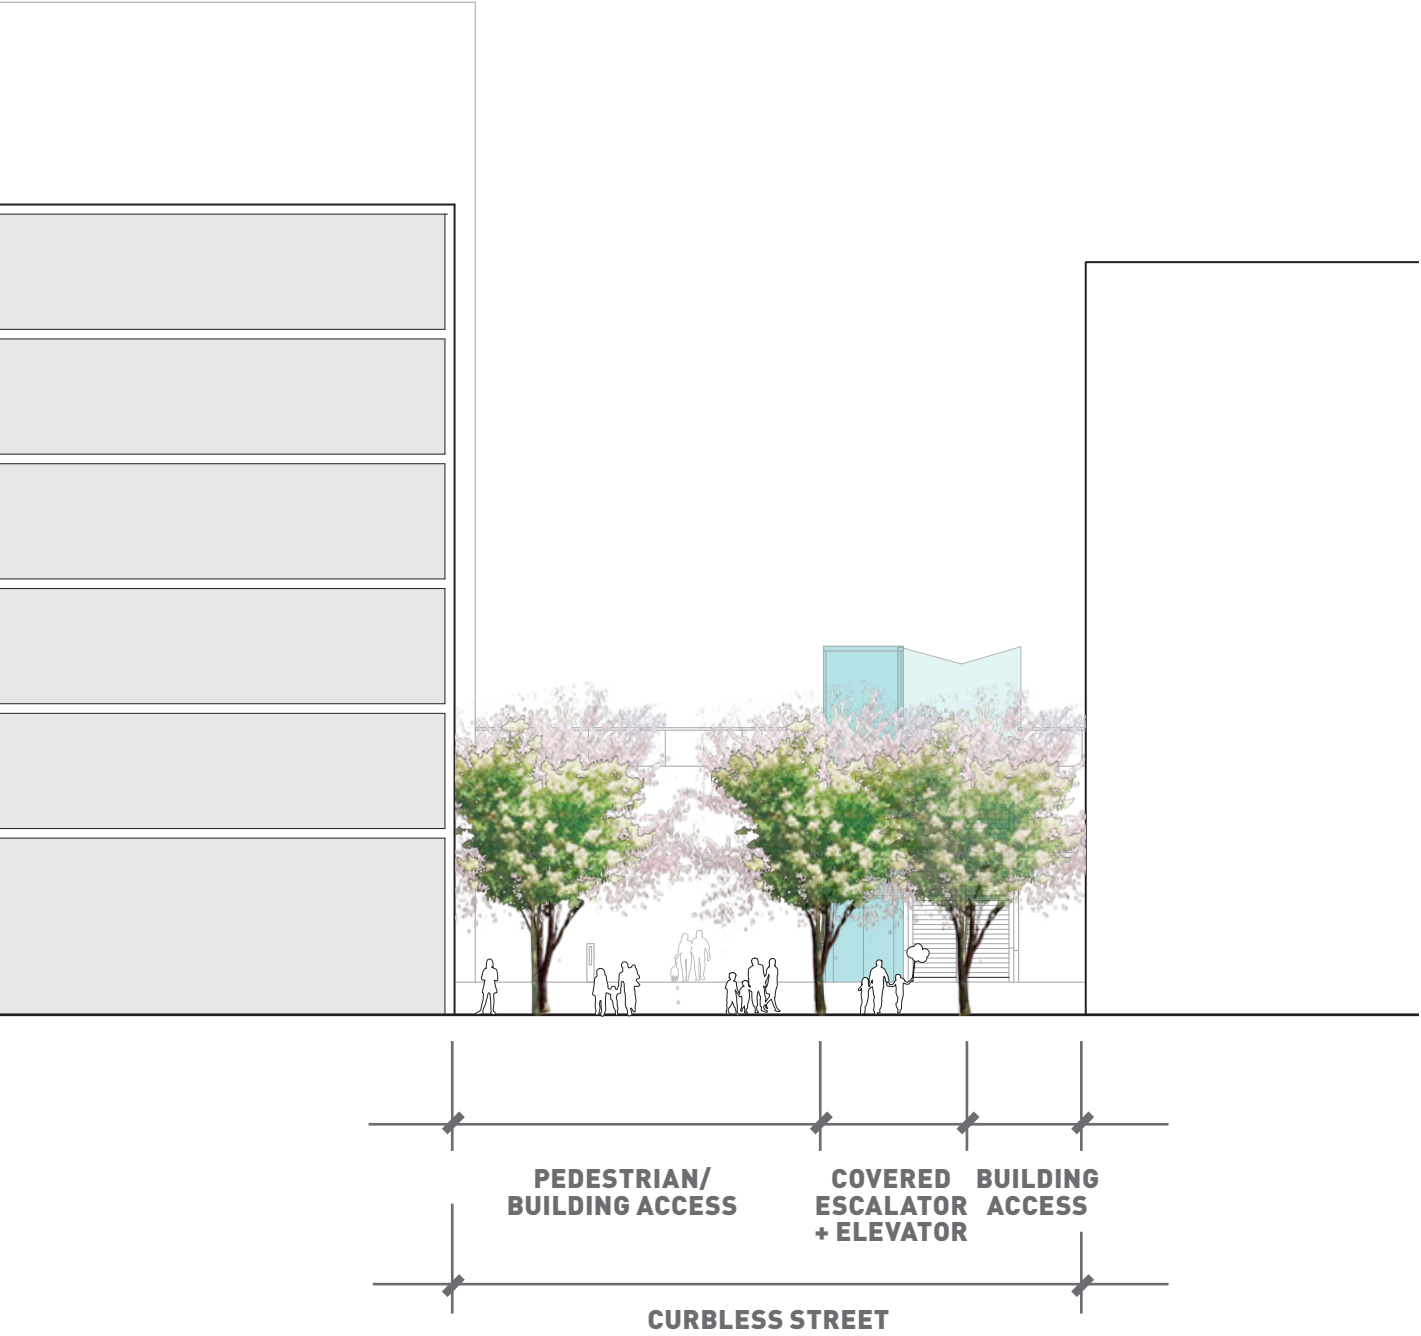 PEDESTRIAN/
BUILDING ACCESS
COVERED
ESCALATOR
+ ELEVATOR
BUILDING
ACCESS
CURBLESS STREET